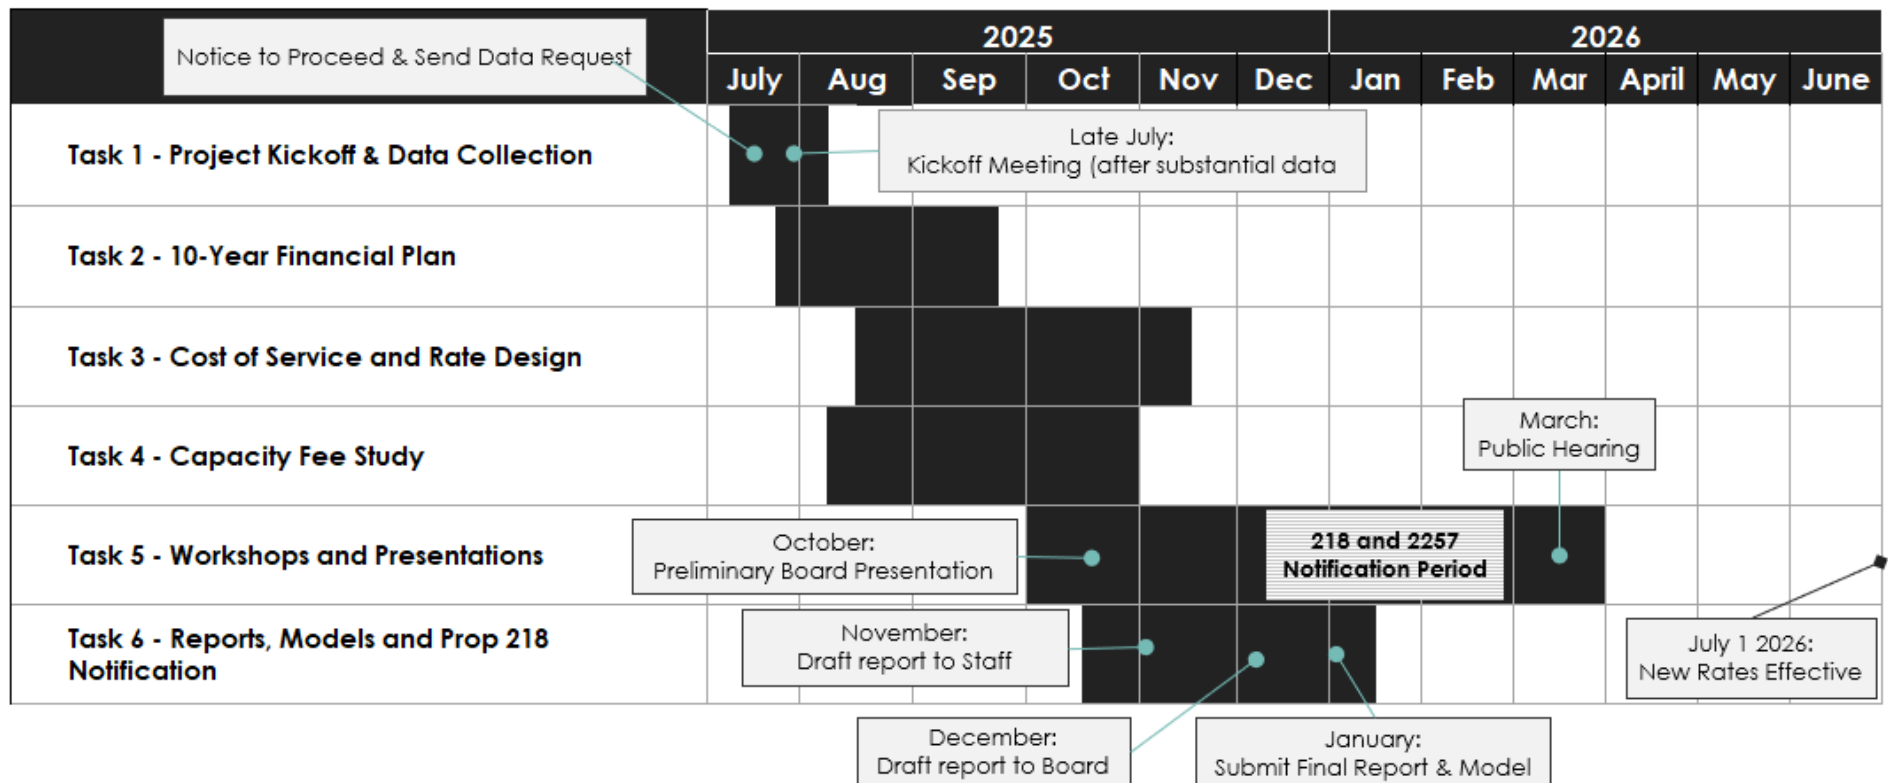 Notice to Proceed & Send Data Request
2025
2026
July Aug Sep Oct Nov Dec Jan Feb Mar April May June
Task 1 - Project Kickoff & Data Collection
Late July:
Kickoff Meeting (after substantial data
Task 2 - 10-Year Financial Plan
Task 3 - Cost of Service and Rate Design
Task 4 - Capacity Fee Study
March:
Public Hearing
Task 5 - Workshops and Presentations
October:
Preliminary Board Presentation
218 and 2257
Notification Period
Task 6 - Reports, Models and Prop 218
Notification
November:
Draft report to Staff
July 1 2026:
New Rates Effective
December:
Draft report to Board
January:
Submit Final Report & Model